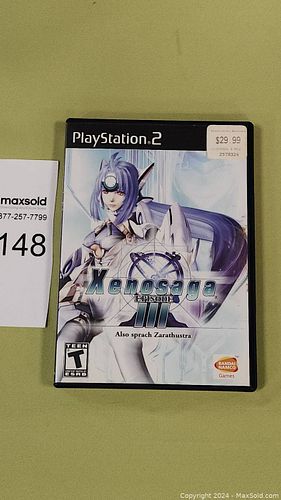 PlayStation®2
$29.99
2978324
maxsold
877-257-7799
148
Xenosaga
EPISODE
III
Also sprach Zarathustra
TEEN
T
ESRB
BANDAI
NAMCO
Games
Copyright © 2024 - MaxSold.com